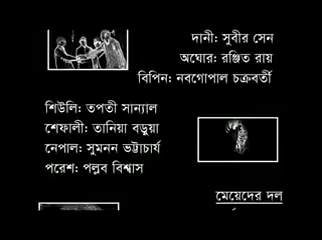 দানী: সুবীর সেন
অঘোর: রঞ্জিত রায়
বিপিন: নবগোপাল চক্রবর্তী
শিউলি: তপতী সান্যাল
শেফালী: তানিয়া বড়ুয়া
নেপাল: সুমনন ভট্টাচার্য
পরেশ: পল্লব বিশ্বাস
মেয়েদের দল